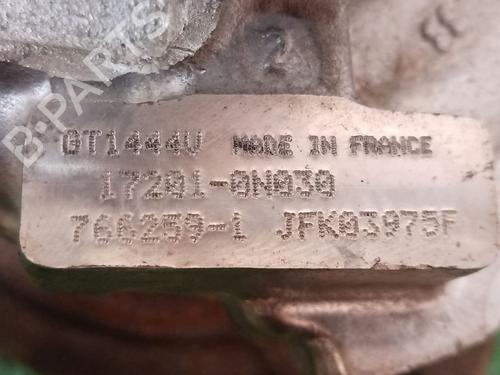 B-PARTS
GT1444V MADE IN FRANCE
17201-0N030
766259-1 JFK03975F